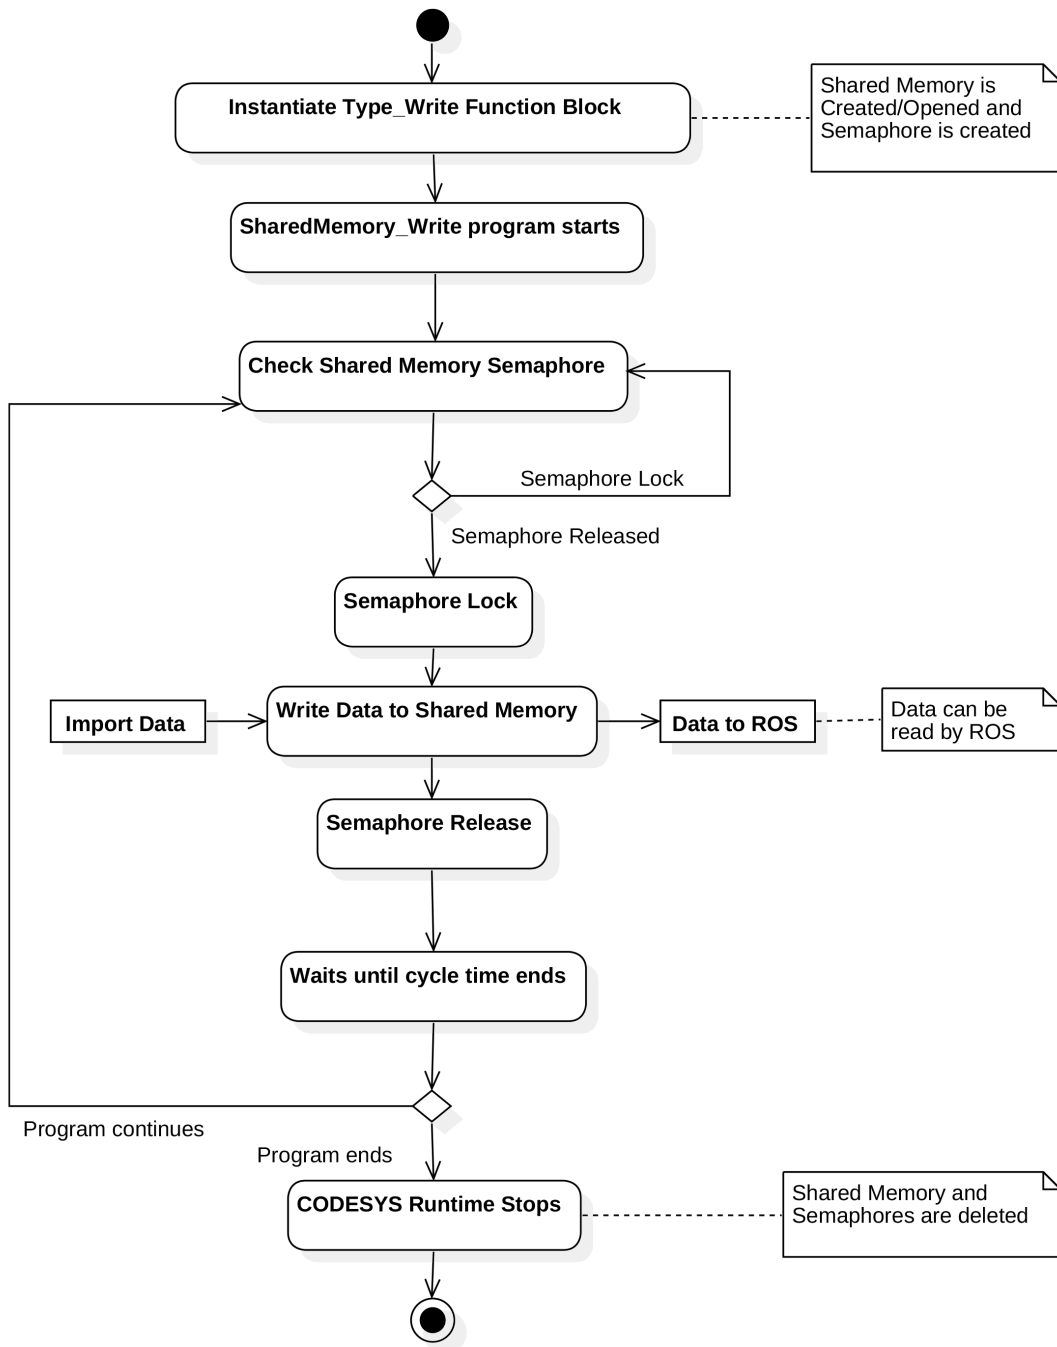 Instantiate Type_Write Function Block
Shared Memory is
Created/Opened and
Semaphore is created
SharedMemory_Write program starts
Check Shared Memory Semaphore
Semaphore Lock
Semaphore Released
Semaphore Lock
Import Data
Write Data to Shared Memory
Data to ROS
Data can be
read by ROS
Semaphore Release
Waits until cycle time ends
Program continues
Program ends
CODESYS Runtime Stops
Shared Memory and
Semaphores are deleted